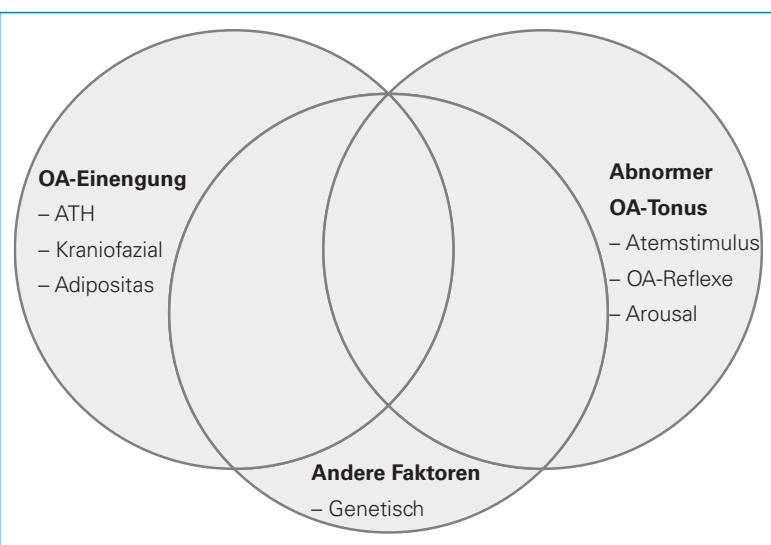 OA-Einengung
– ATH
– Kraniofazial
– Adipositas
Abnormer
OA-Tonus
– Atemstimulus
– OA-Reflexe
– Arousal
Andere Faktoren
– Genetisch